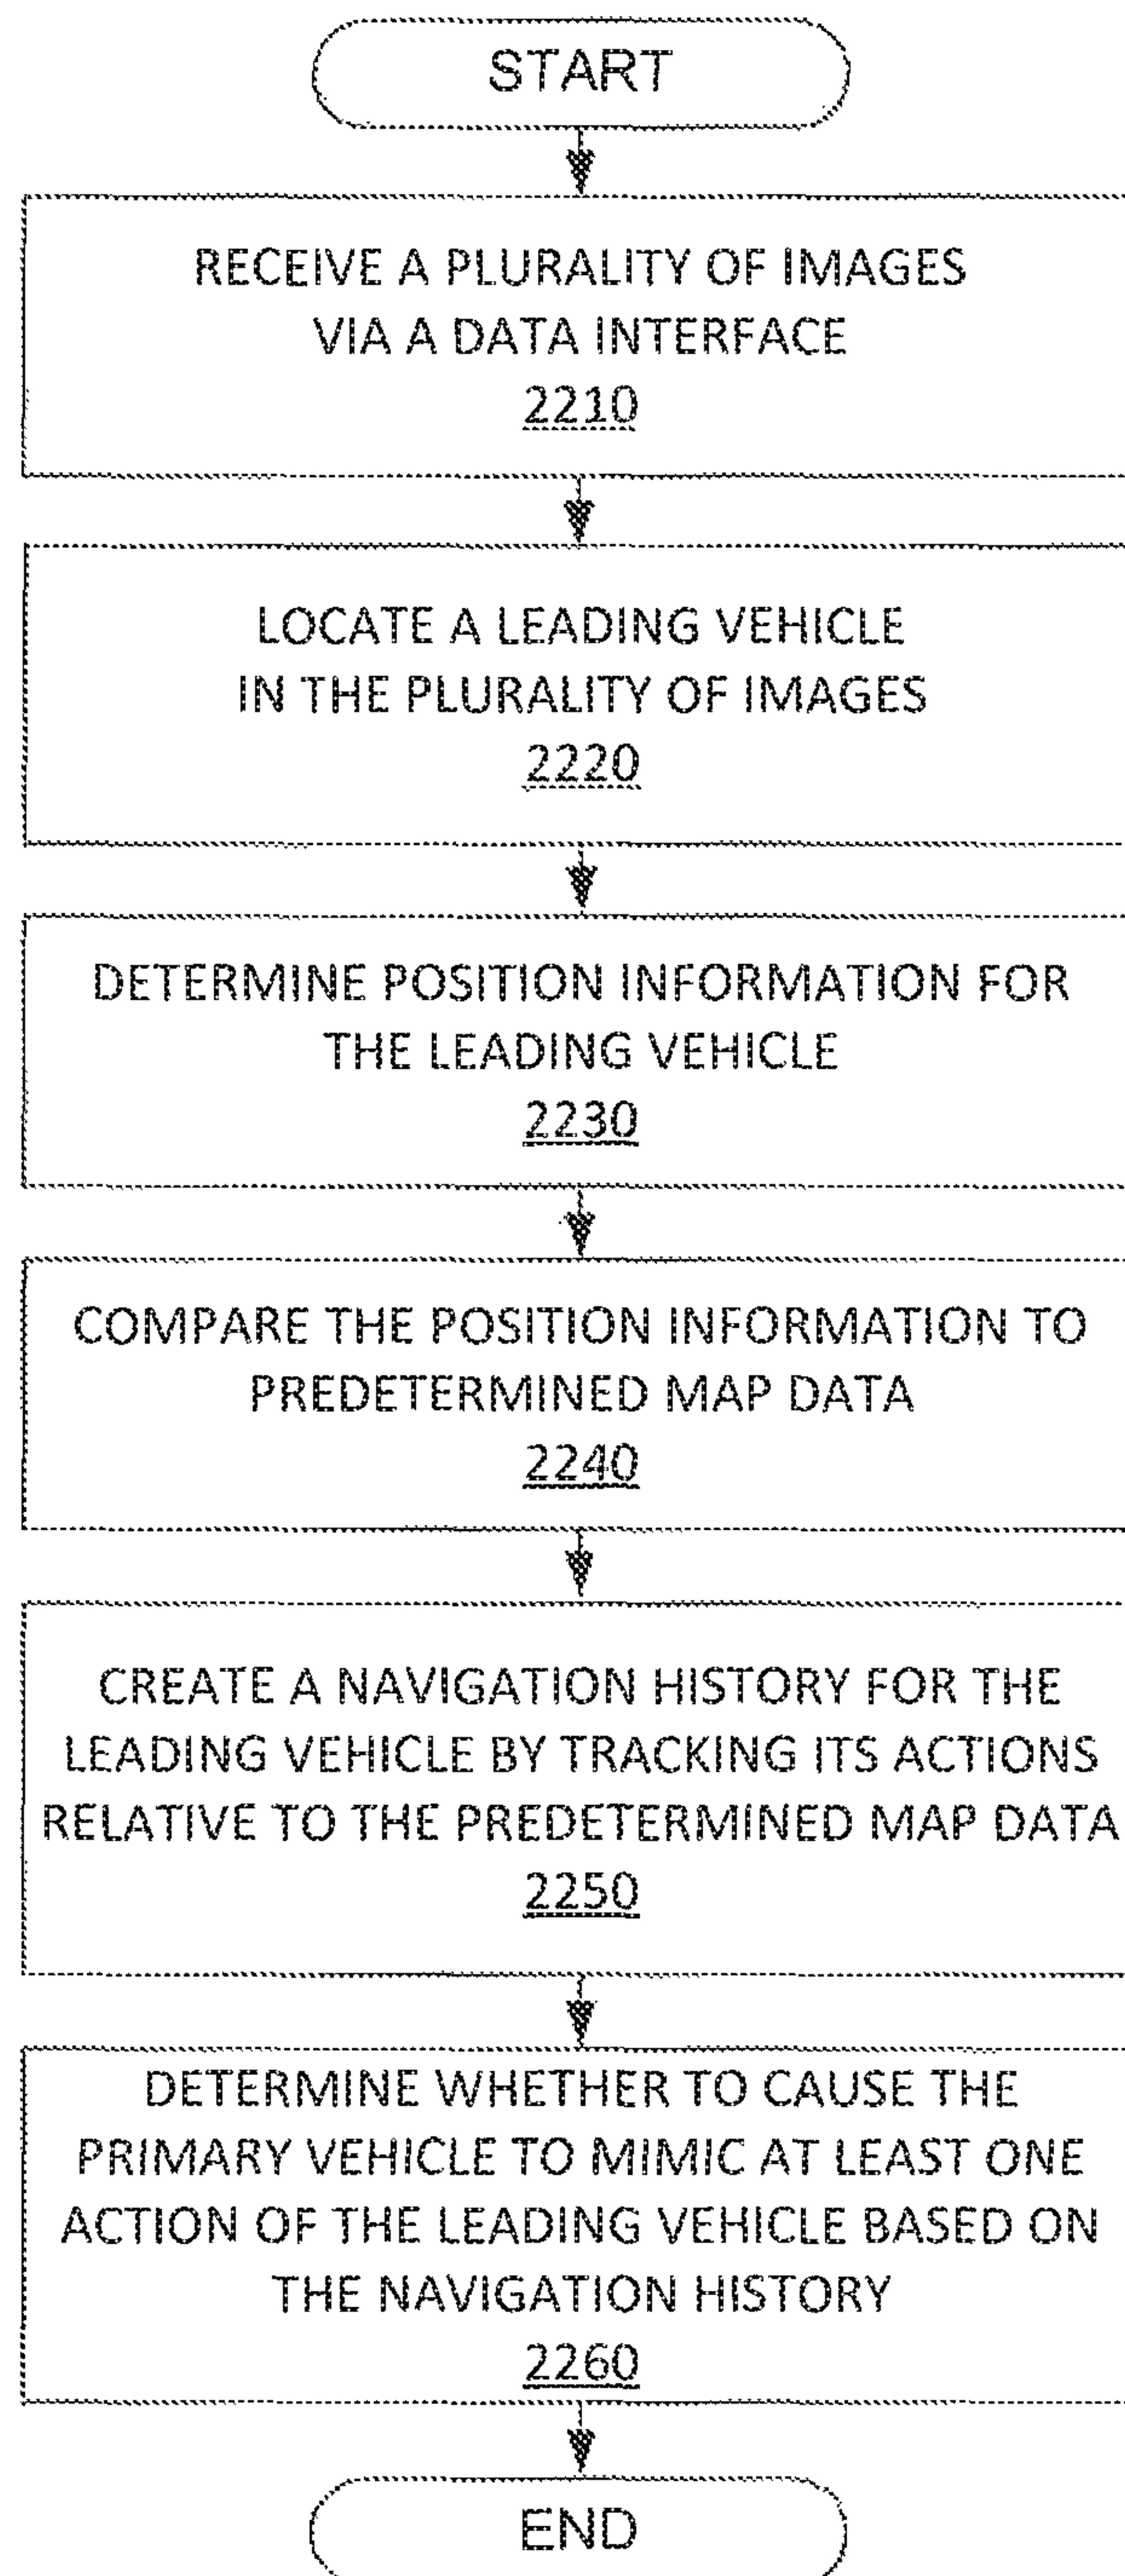 START
RECEIVE A PLURALITY OF IMAGES
VIA A DATA INTERFACE
2210
LOCATE A LEADING VEHICLE
IN THE PLURALITY OF IMAGES
2220
DETERMINE POSITION INFORMATION FOR
THE LEADING VEHICLE
2230
COMPARE THE POSITION INFORMATION TO
PREDETERMINED MAP DATA
2240
CREATE A NAVIGATION HISTORY FOR THE
LEADING VEHICLE BY TRACKING ITS ACTIONS
RELATIVE TO THE PREDETERMINED MAP DATA
2250
DETERMINE WHETHER TO CAUSE THE
PRIMARY VEHICLE TO MIMIC AT LEAST ONE
ACTION OF THE LEADING VEHICLE BASED ON
THE NAVIGATION HISTORY
2260
END